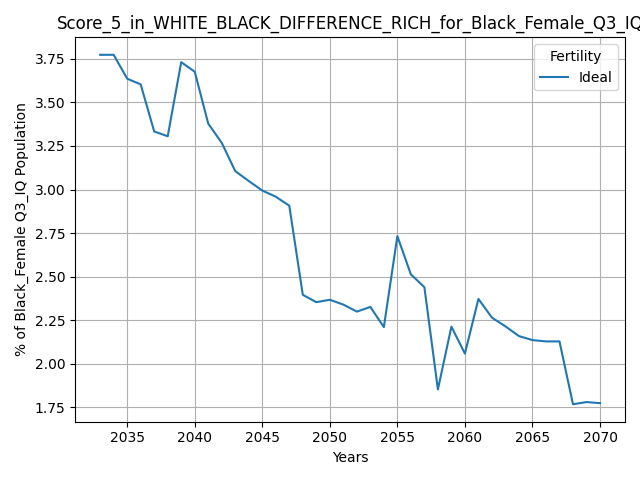 Score_5_in_WHITE_BLACK_DIFFERENCE_RICH_for_Black_Female_Q3_IQ
Fertility
Ideal
3.75
3.50
3.25
3.00
2.75
2.50
2.25
2.00
1.75
% of Black_Female Q3_IQ Population
2035 2040 2045 2050 2055 2060 2065 2070
Years